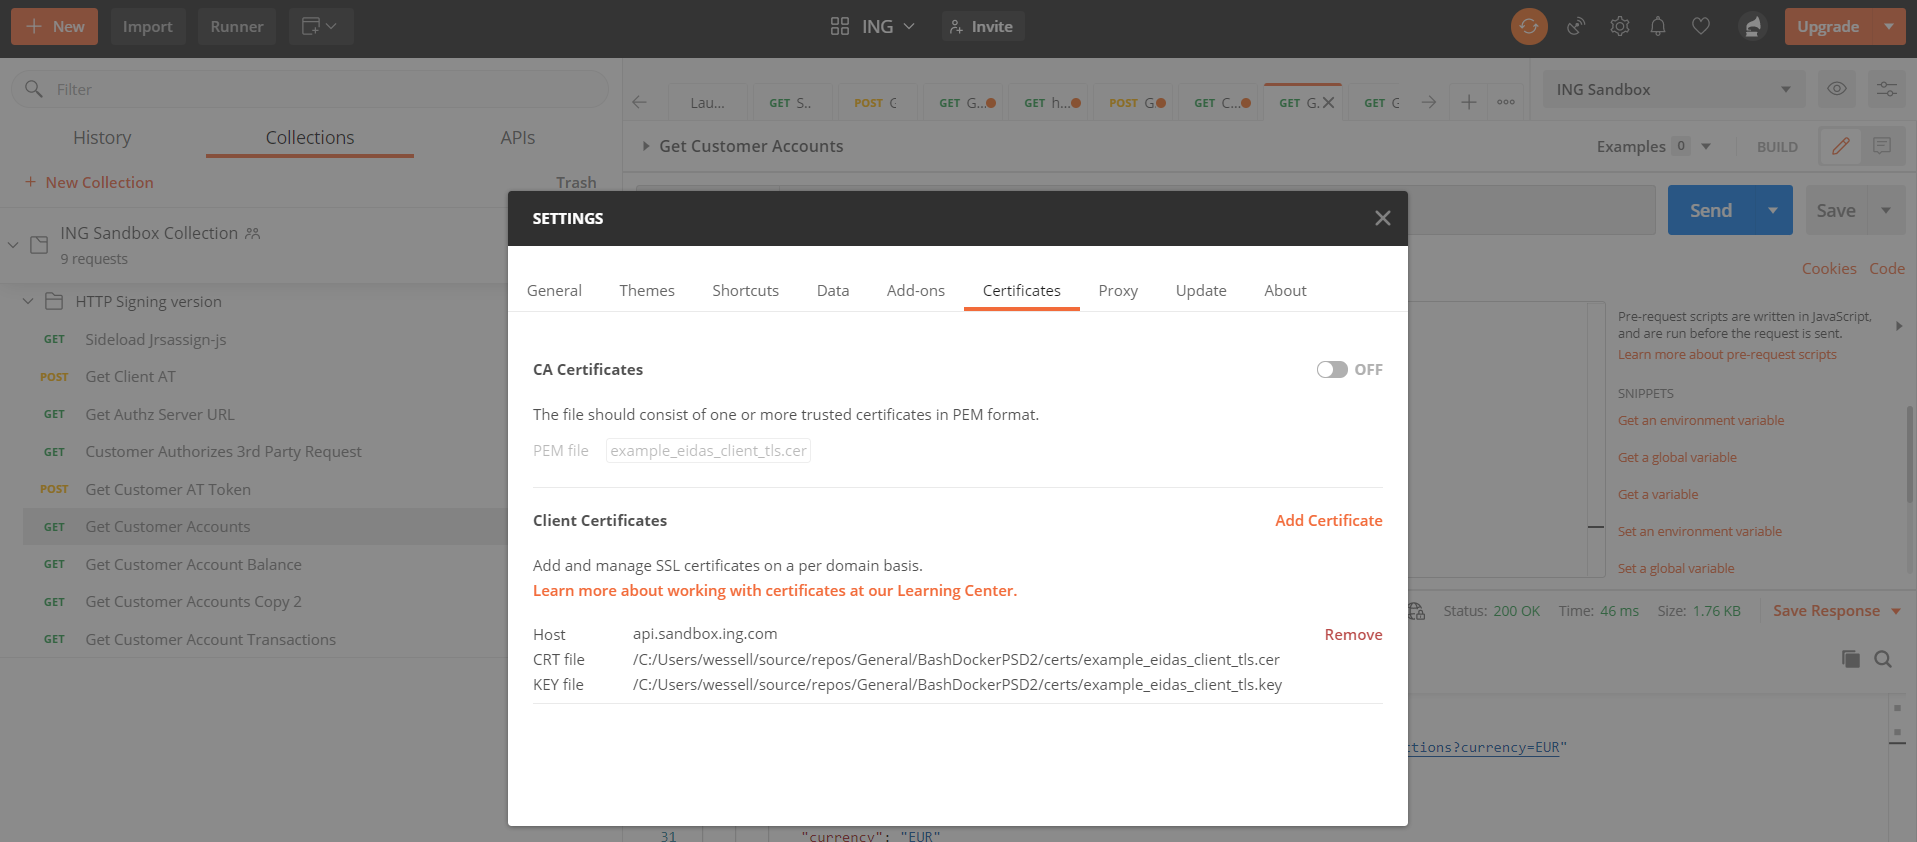 New
Import
Runner
ING
Invite
Upgrade
Filter
History
Collections
APIs
+ New Collection
Trash
ING Sandbox Collection
9 requests
HTTP Signing version
GET Sideload Jrsassign-js
POST Get Client AT
GET Get Authz Server URL
GET Customer Authorizes 3rd Party Request
POST Get Customer AT Token
GET Get Customer Accounts
GET Get Customer Account Balance
GET Get Customer Accounts Copy 2
GET Get Customer Account Transactions
Lau...
GET S..
POST G
GET G...
GET h...
POST G
GET C...
GET G.
GET G
ING Sandbox
Get Customer Accounts
Examples 0
BUILD
Send
Save
Cookies Code
SETTINGS
General
Themes
Shortcuts
Data
Add-ons
Certificates
Proxy
Update
About
CA Certificates
OFF
The file should consist of one or more trusted certificates in PEM format.
PEM file example_eidas_client_tls.cer
Client Certificates
Add Certificate
Add and manage SSL certificates on a per domain basis.
Learn more about working with certificates at our Learning Center.
Host api.sandbox.ing.com
Remove
CRT file /C:/Users/wessell/source/repos/General/BashDockerPSD2/certs/example_eidas_client_tls.cer
KEY file /C:/Users/wessell/source/repos/General/BashDockerPSD2/certs/example_eidas_client_tls.key
Pre-request scripts are written in JavaScript,
and are run before the request is sent.
Learn more about pre-request scripts
SNIPPETS
Get an environment variable
Get a global variable
Get a variable
Set an environment variable
Set a global variable
Status: 200 OK Time: 46 ms Size: 1.76 KB Save Response
ctions?currency=EUR"
31 "currency": "EUR"